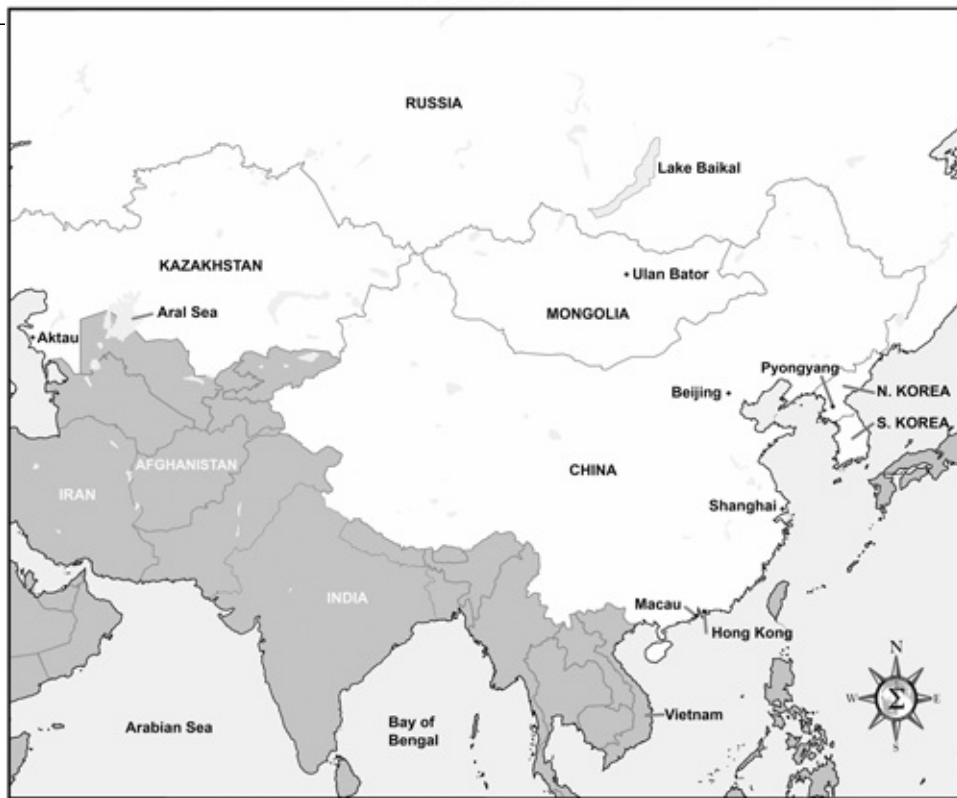 RUSSIA
Lake Baikal
KAZAKHSTAN
Ulan Bator
MONGOLIA
Aral Sea
Aktau
Pyongyang
Beijing
N. KOREA
S. KOREA
AFGHANISTAN
CHINA
IRAN
Shanghai
INDIA
Macau
Hong Kong
N
W
Σ
E
S
Vietnam
Arabian Sea
Bay of
Bengal